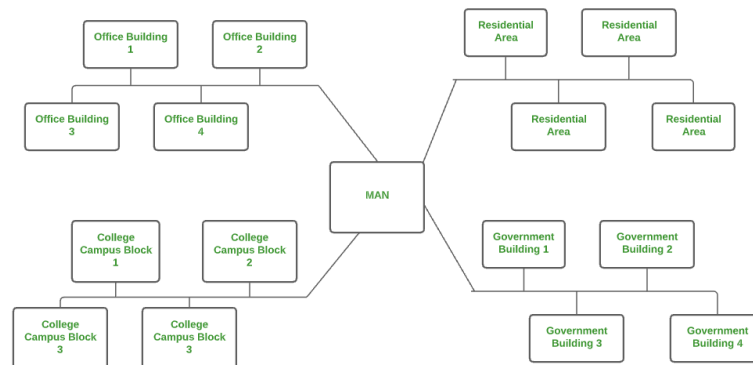 Office Building
1
Office Building
2
Office Building
3
Office Building
4
Residential
Area
Residential
Area
Residential
Area
Residential
Area
MAN
College
Campus Block
1
College
Campus Block
2
College
Campus Block
3
College
Campus Block
3
Government
Building 1
Government
Building 2
Government
Building 3
Government
Building 4